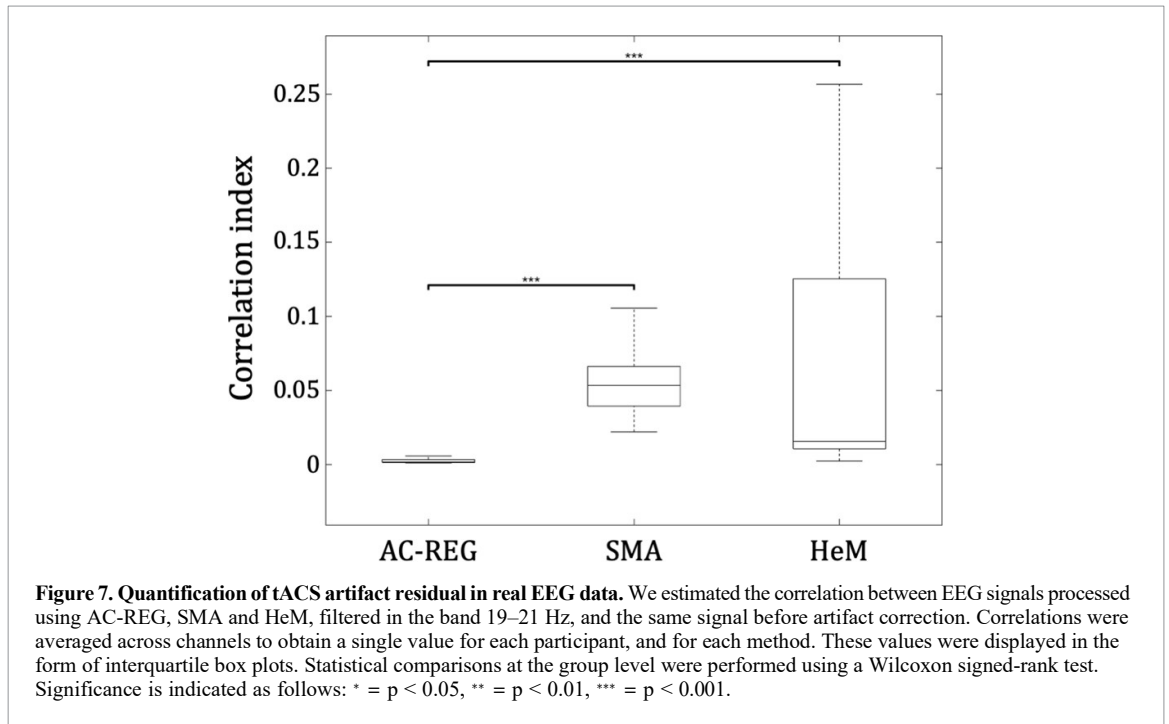 ***
0.25
0.2
0.15
***
0.1
0.05
0
Correlation index
AC-REG SMA HeM
Figure 7. Quantification of tACS artifact residual in real EEG data. We estimated the correlation between EEG signals processed
using AC-REG, SMA and HeM, filtered in the band 19–21 Hz, and the same signal before artifact correction. Correlations were
averaged across channels to obtain a single value for each participant, and for each method. These values were displayed in the
form of interquartile box plots. Statistical comparisons at the group level were performed using a Wilcoxon signed-rank test.
Significance is indicated as follows: * = p < 0.05, ** = p < 0.01, *** = p < 0.001.